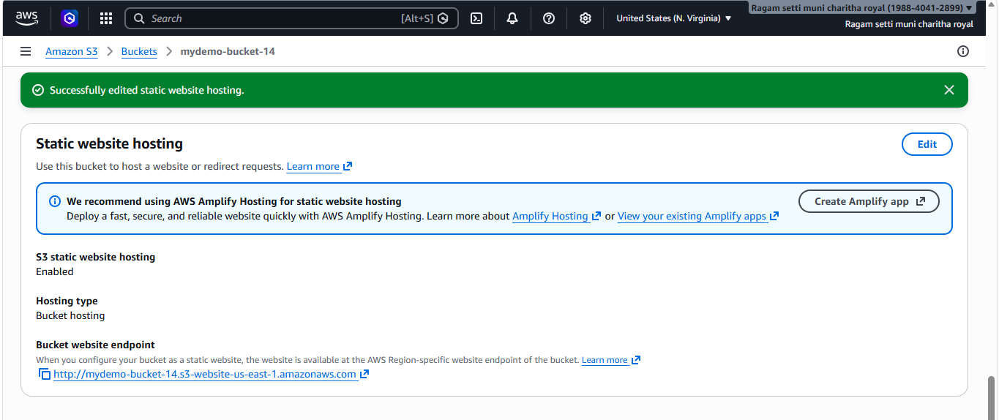 aws
Search [Alt+S]
United States (N. Virginia)
Ragam setti muni charitha royal (1988-4041-2899)
Ragam setti muni charitha royal
Amazon S3 > Buckets > mydemo-bucket-14
Successfully edited static website hosting.
Static website hosting
Edit
Use this bucket to host a website or redirect requests. Learn more
We recommend using AWS Amplify Hosting for static website hosting
Create Amplify app
Deploy a fast, secure, and reliable website quickly with AWS Amplify Hosting. Learn more about Amplify Hosting or View your existing Amplify apps
S3 static website hosting
Enabled
Hosting type
Bucket hosting
Bucket website endpoint
When you configure your bucket as a static website, the website is available at the AWS Region-specific website endpoint of the bucket. Learn more
http://mydemo-bucket-14.s3-website-us-east-1.amazonaws.com